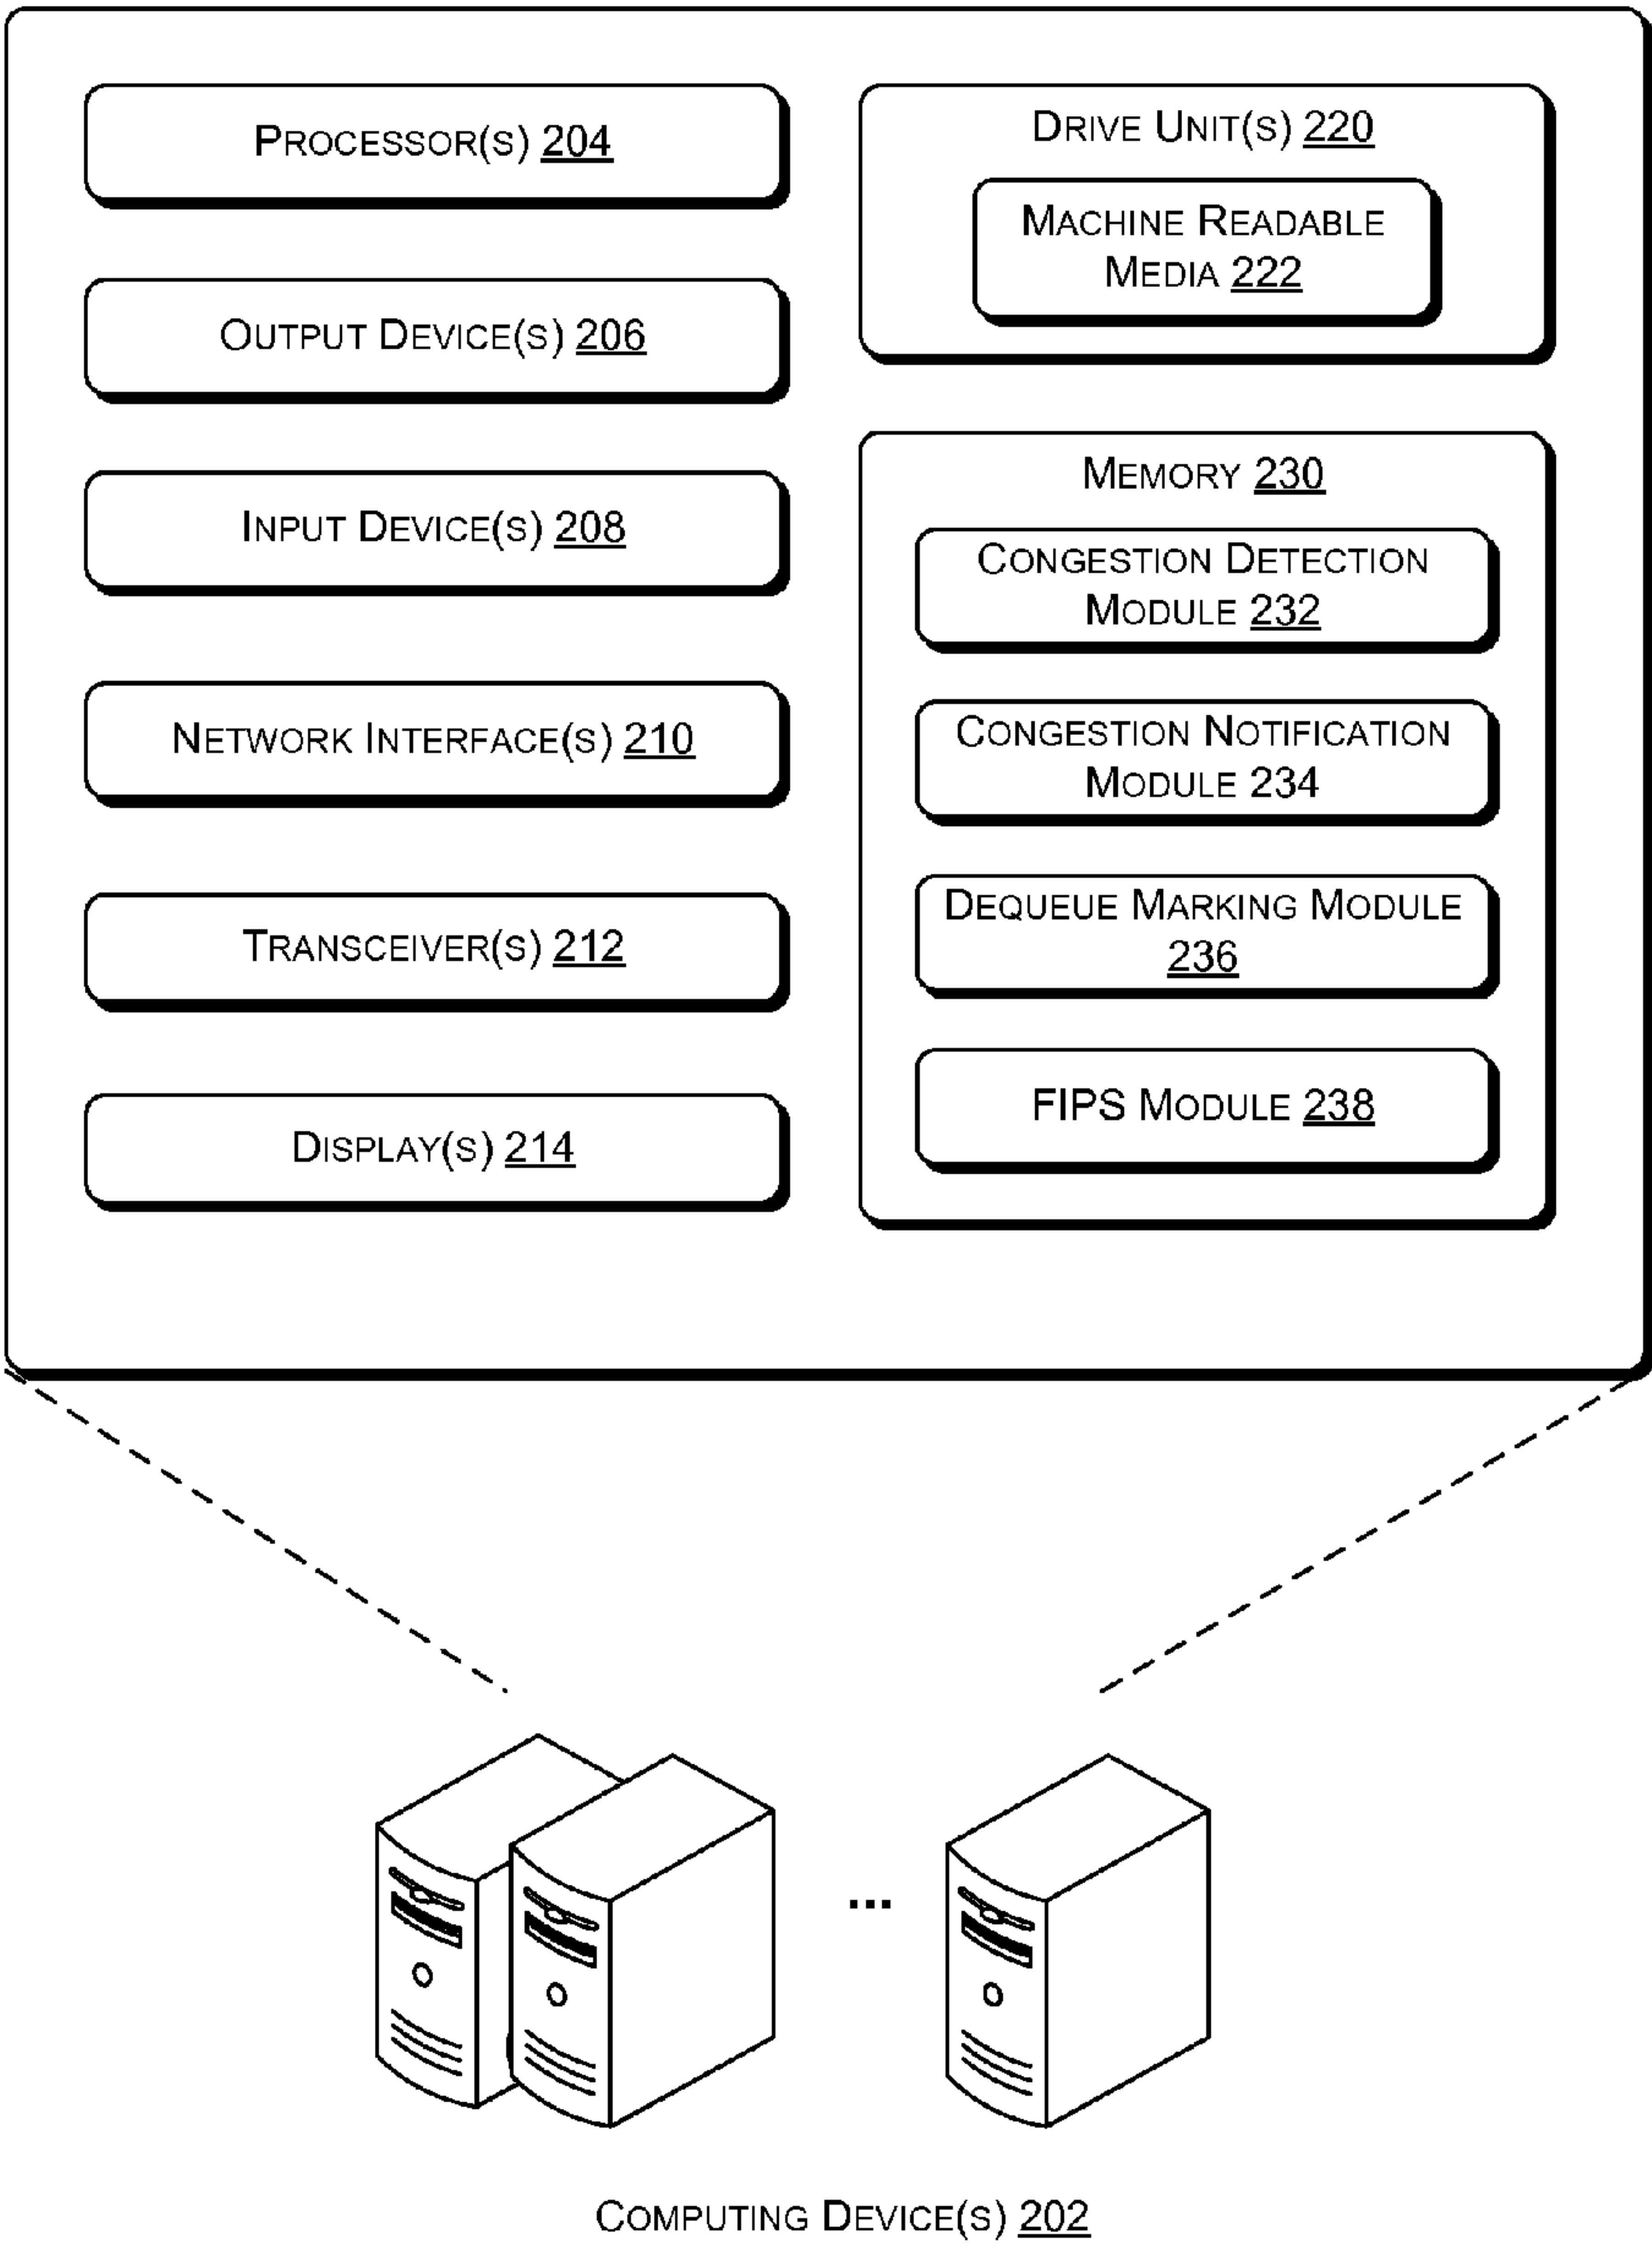 PROCESSOR(S) 204
OUTPUT DEVICE(S) 206
INPUT DEVICE(S) 208
NETWORK INTERFACE(S) 210
TRANSCEIVER(S) 212
DISPLAY(S) 214
DRIVE UNIT(S) 220
MACHINE READABLE
MEDIA 222
MEMORY 230
CONGESTION DETECTION
MODULE 232
CONGESTION NOTIFICATION
MODULE 234
DEQUEUE MARKING MODULE
236
FIPS MODULE 238
...
COMPUTING DEVICE(S) 202